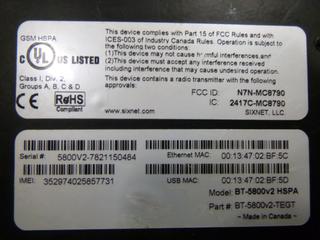 GSM HSPA
c UL US LISTED
Class I, Div. 2,
Groups A, B, C & D
RoHS
Compliant
This device complies with Part 15 of FCC Rules and with
ICES-003 of Industry Canada Rules. Operation is subject to
the following two conditions:
(1)This device may not cause harmful interference, and
(2)This device must accept any interference that
may be received, including interference that may
cause undesired operation.
This device contains a radio transmitter with the following
approvals:
FCC ID: N7N-MC8790
IC: 2417C-MC8790
www.sixnet.com SIXNET, LLC
Serial #: 5800V2-7821150484
Ethernet MAC: 00:13:47:02:BF:5C
IMEI: 352974025857731
USB MAC: 00:13:47:02:BF:5D
Model: BT-5800v2 HSPA
Part #: BT-5800v2-TEGT
~ Made in Canada ~